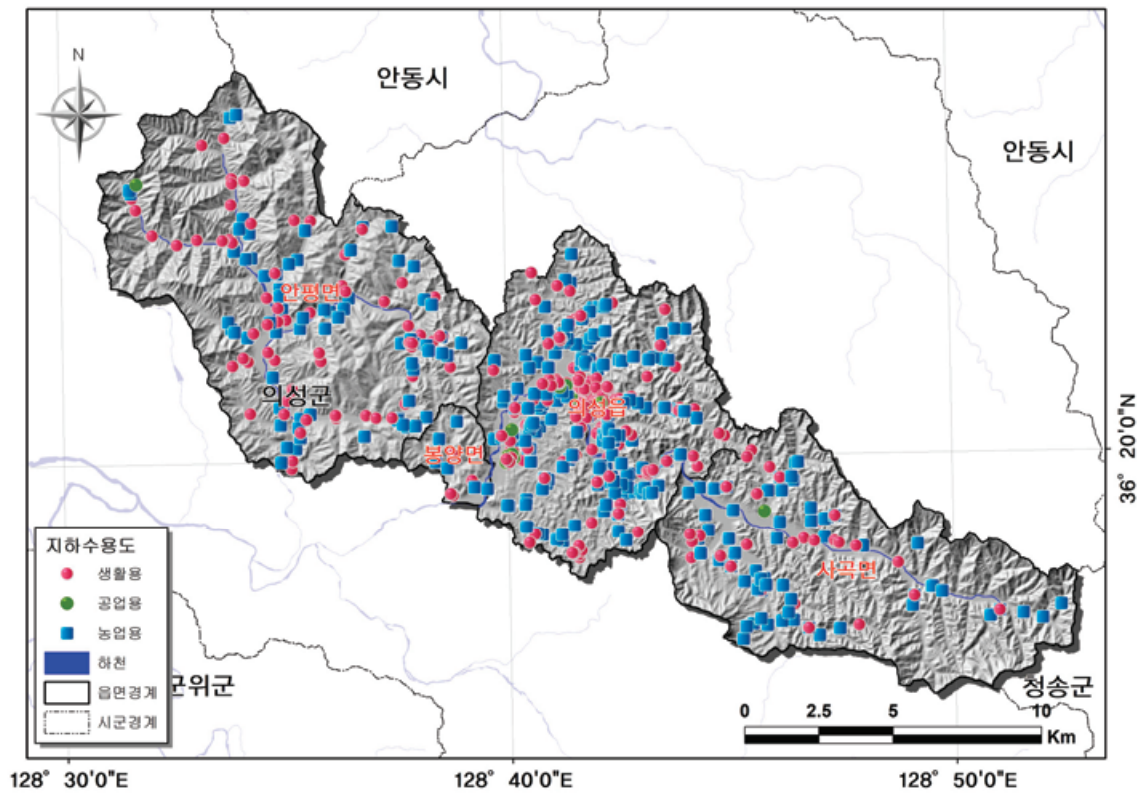 N
안동시
안동시
안평면
의성군
의성읍
봉양면
사곡면
36° 20'0"N
지하수용도
생활용
공업용
농업용
하천
읍면경계
시군경계
군위군
청송군
0 2.5 5 10
Km
128° 30'0"E 128° 40'0"E 128° 50'0"E